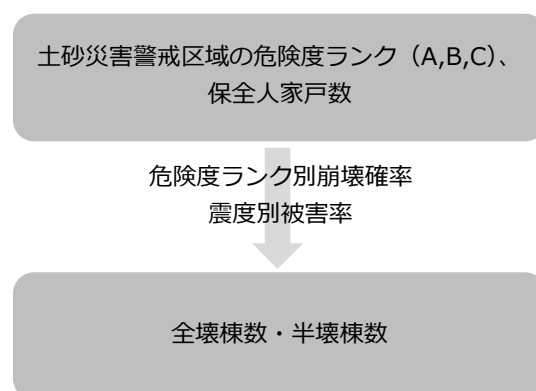 土砂災害警戒区域の危険度ランク（A,B,C）、
保全人家戸数
危険度ランク別崩壊確率
震度別被害率
全壊棟数・半壊棟数